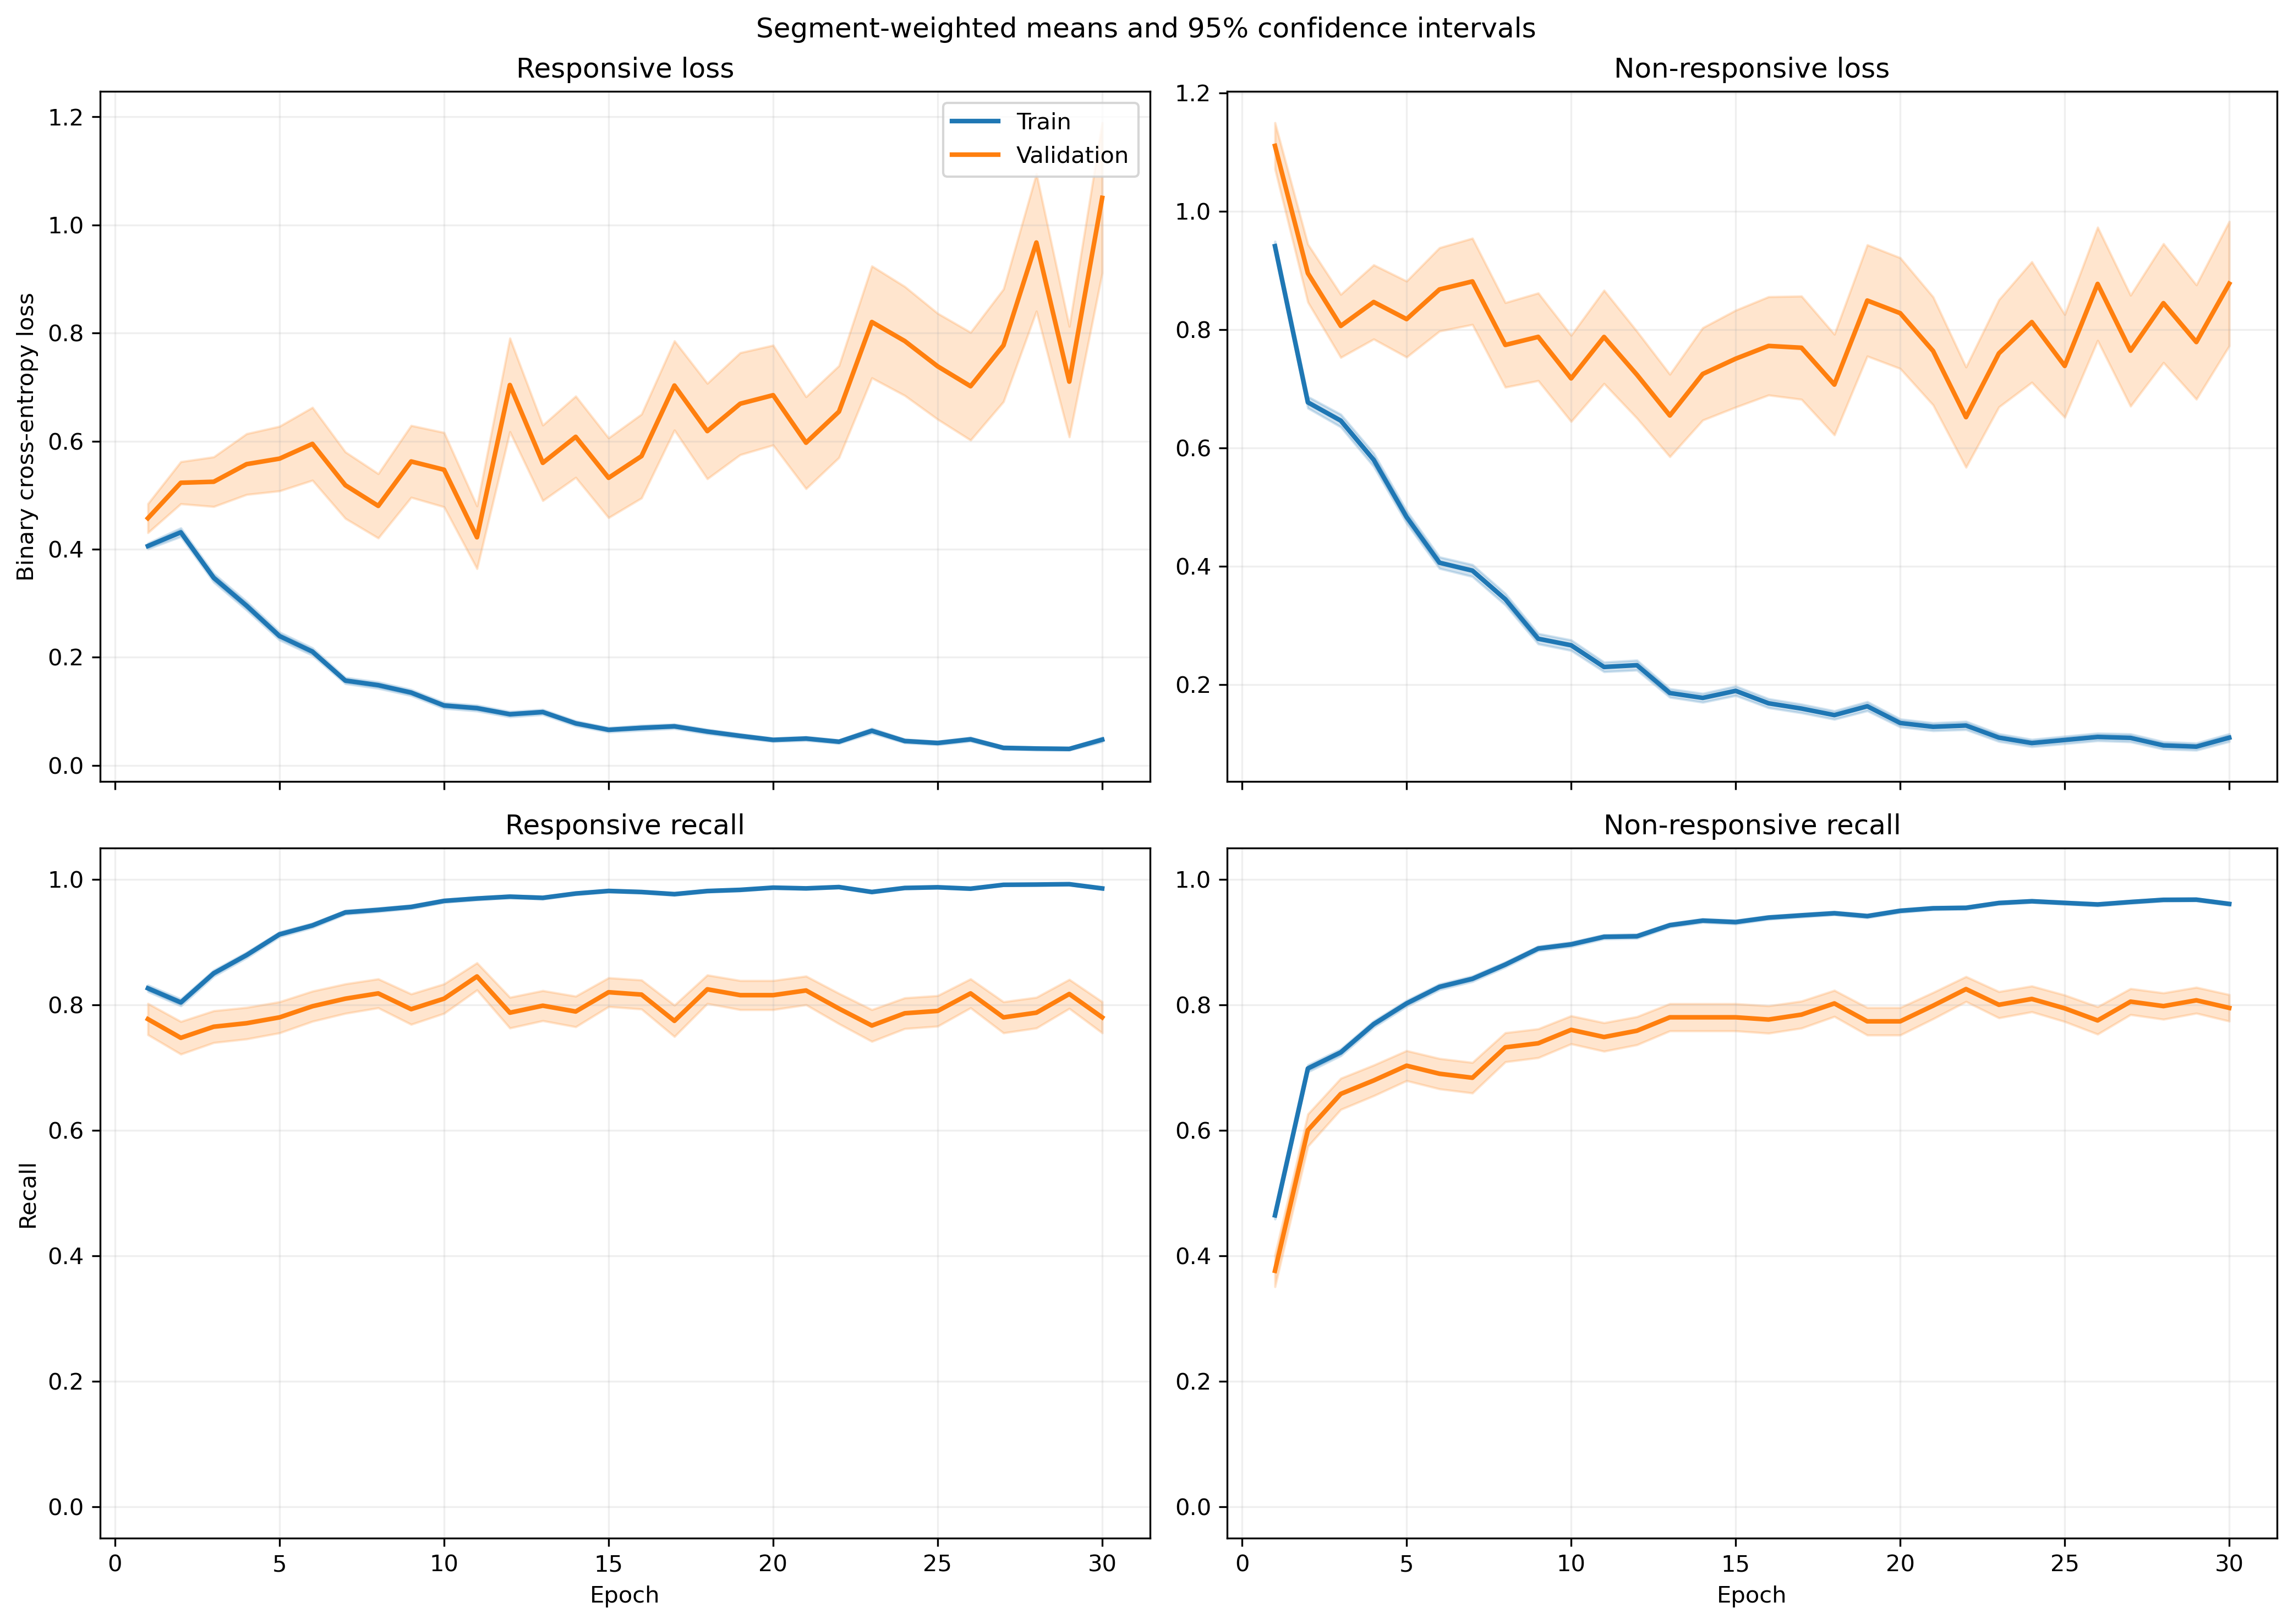 Segment-weighted means and 95% confidence intervals
Responsive loss
Non-responsive loss
Train
Validation
Binary cross-entropy loss
1.2
1.0
0.8
0.6
0.4
0.2
0.0
1.2
1.0
0.8
0.6
0.4
0.2
Responsive recall
Non-responsive recall
Recall
1.0
0.8
0.6
0.4
0.2
0.0
1.0
0.8
0.6
0.4
0.2
0.0
0 5 10 15 20 25 30
0 5 10 15 20 25 30
Epoch
Epoch